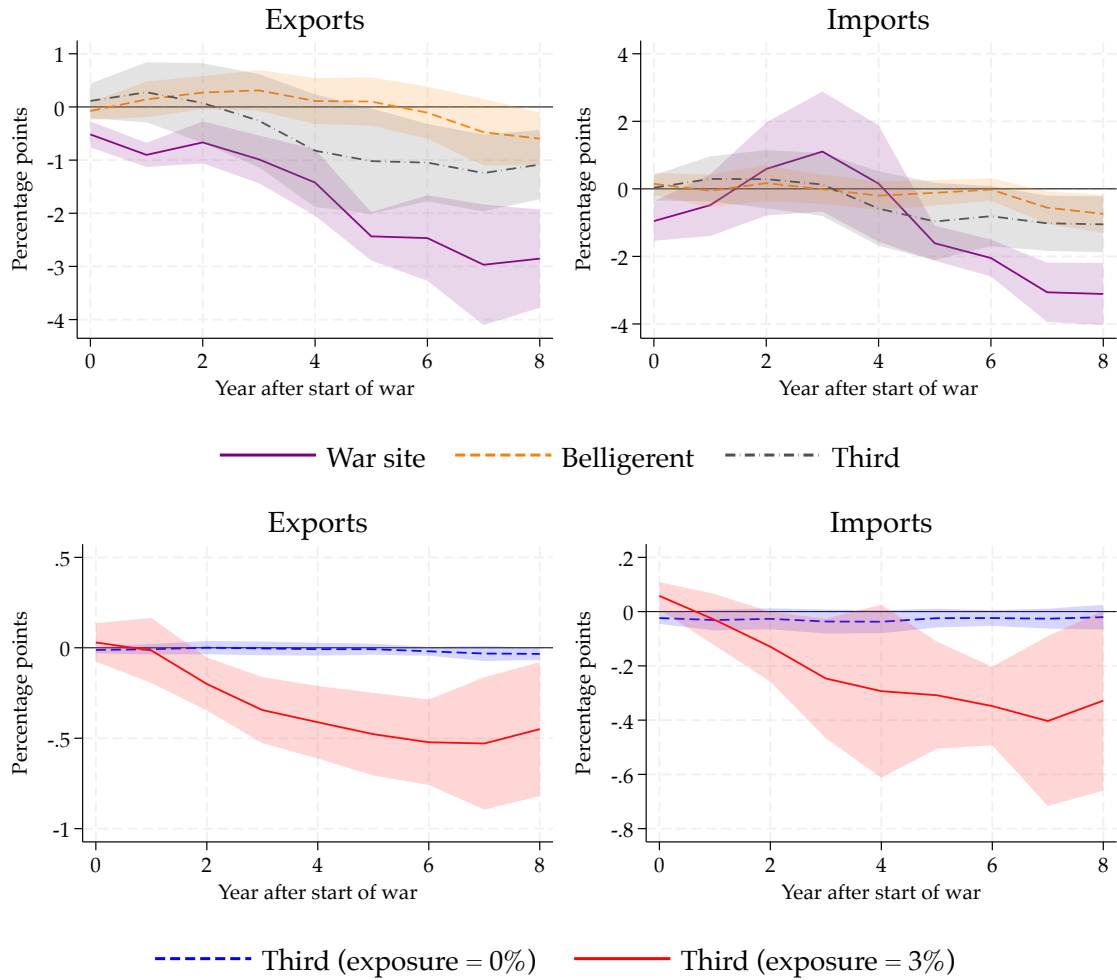 Exports
Percentage points
1
0
-1
-2
-3
-4
0 2 4 6 8
Year after start of war
Imports
Percentage points
4
2
0
-2
-4
0 2 4 6 8
Year after start of war
War site Belligerent Third
Exports
Percentage points
.5
0
-.5
-1
0 2 4 6 8
Year after start of war
Imports
Percentage points
.2
0
-.2
-.4
-.6
-.8
0 2 4 6 8
Year after start of war
Third (exposure = 0%) Third (exposure = 3%)